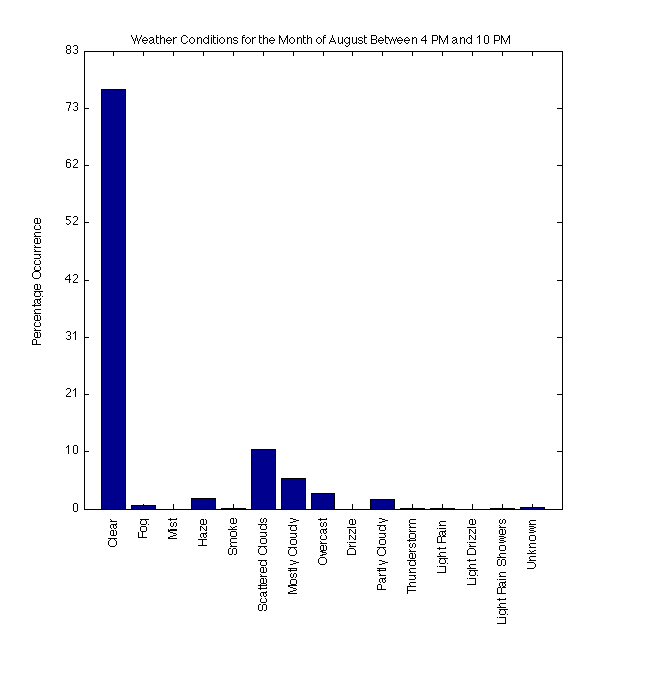 Weather Conditions for the Month of August Between 4 PM and 10 PM
83
73
62
52
42
31
21
10
0
Percentage Occurrence
Clear
Fog
Mist
Haze
Smoke
Scattered Clouds
Mostly Cloudy
Overcast
Drizzle
Partly Cloudy
Thunderstorm
Light Rain
Light Drizzle
Light Rain Showers
Unknown